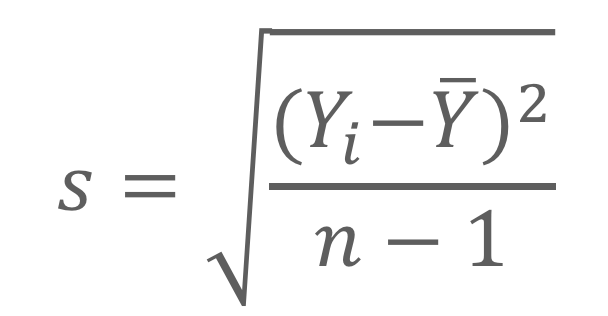 s = √((Yᵢ−Ȳ)² / (n − 1))